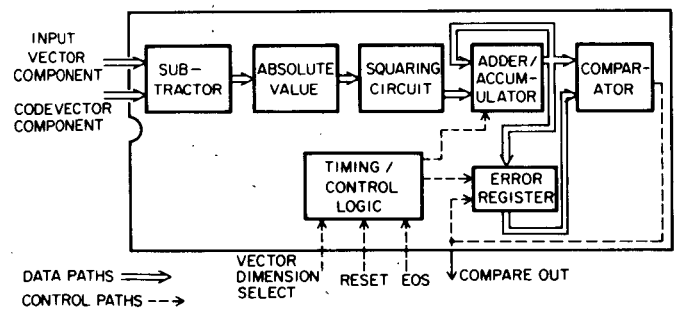 INPUT
VECTOR
COMPONENT
CODEVECTOR
COMPONENT
SUB-
TRACTOR
ABSOLUTE
VALUE
SQUARING
CIRCUIT
ADDER/
ACCUM-
ULATOR
COMPAR-
ATOR
TIMING /
CONTROL
LOGIC
ERROR
REGISTER
VECTOR
DIMENSION
SELECT
RESET
EOS
COMPARE OUT
DATA PATHS
CONTROL PATHS